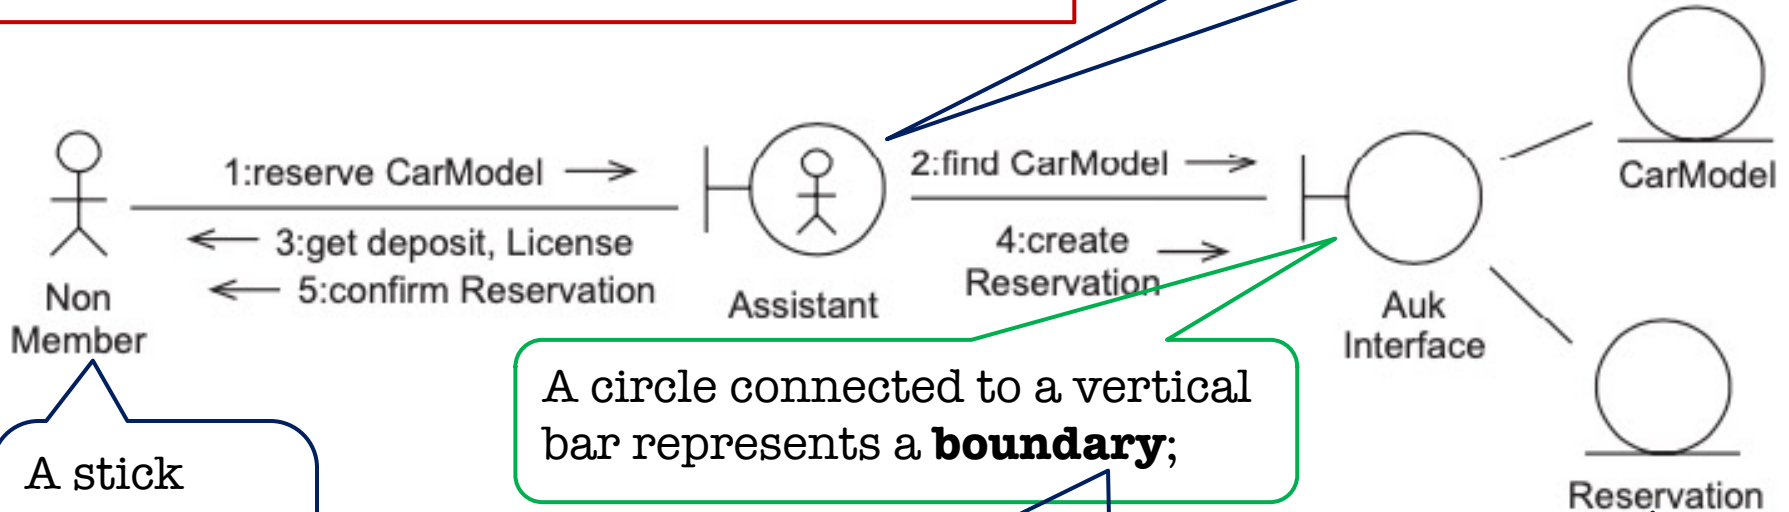 1:reserve CarModel
3:get deposit, License
5:confirm Reservation
Non
Member
Assistant
2:find CarModel
4:create
Reservation
Auk
Interface
CarModel
Reservation
A circle connected to a vertical
bar represents a boundary;
A stick